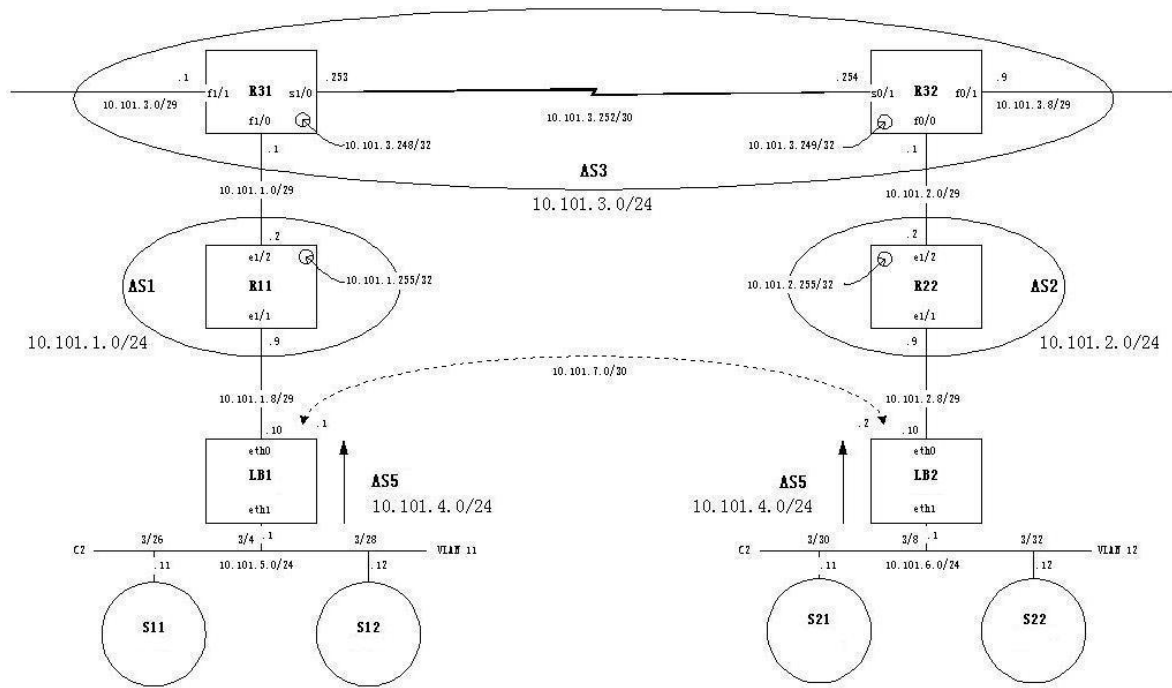 .1
.253
.254
.9
f1/1
R31
s1/0
s0/1
R32
f0/1
10.101.3.0/29
10.101.3.252/30
10.101.3.8/29
f1/0
f0/0
10.101.3.248/32
10.101.3.249/32
.1
.1
AS3
10.101.1.0/29
10.101.3.0/24
10.101.2.0/29
.2
.2
e1/2
e1/2
AS1
R11
10.101.1.255/32
10.101.2.255/32
R22
AS2
e1/1
e1/1
10.101.1.0/24
.9
.9
10.101.2.0/24
10.101.7.0/30
10.101.1.8/29
10.101.2.8/29
.10
.1
.2
.10
eth0
eth0
LB1
AS5
AS5
LB2
10.101.4.0/24
10.101.4.0/24
eth1
eth1
3/26
3/4
.1
3/28
3/30
3/8
.1
3/32
C2
VLAN 11
C2
VLAN 12
.11
10.101.5.0/24
.12
.11
10.101.6.0/24
.12
S11
S12
S21
S22